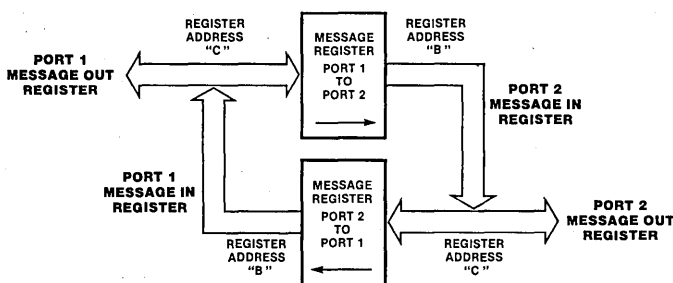 REGISTER
ADDRESS
"C"
PORT 1
MESSAGE OUT
REGISTER
MESSAGE
REGISTER
PORT 1
TO
PORT 2
REGISTER
ADDRESS
"B"
PORT 2
MESSAGE IN
REGISTER
PORT 1
MESSAGE IN
REGISTER
MESSAGE
REGISTER
PORT 2
TO
PORT 1
REGISTER
ADDRESS
"B"
REGISTER
ADDRESS
"C"
PORT 2
MESSAGE OUT
REGISTER